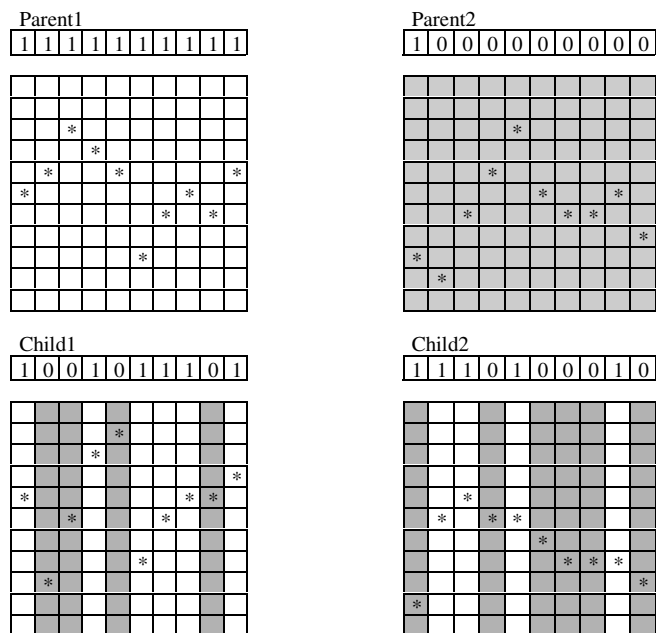 Parent1
1 1 1 1 1 1 1 1 1 1
Parent2
1 0 0 0 0 0 0 0 0 0
Child1
1 0 0 1 0 1 1 1 0 1
Child2
1 1 1 0 1 0 0 0 1 0